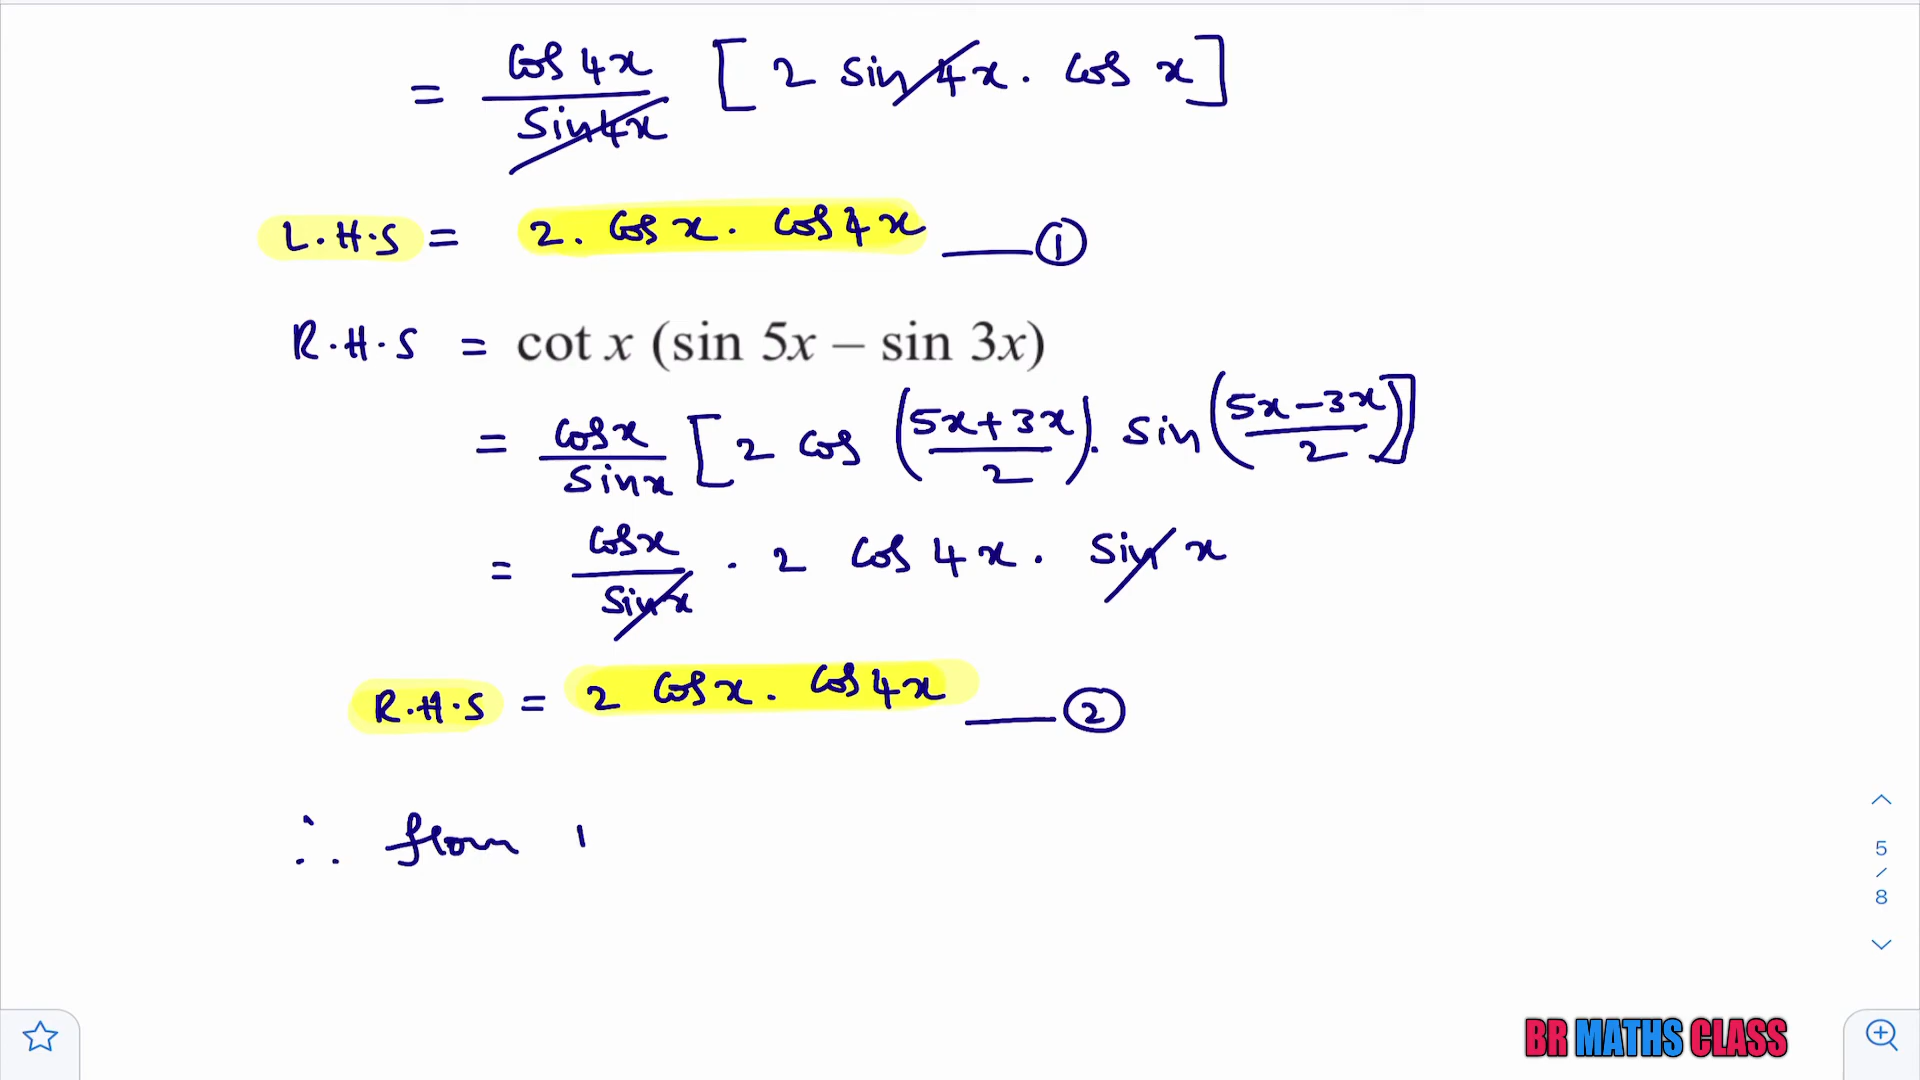 = cos 4x / sin 4x [ 2 sin 4x . cos x ]
L.H.S = 2 . cos x . cos 4x ___ ①
R.H.S = cot x (sin 5x – sin 3x)
= cos x / sin x [ 2 cos ( 5x+3x / 2 ) . sin ( 5x–3x / 2 ) ]
= cos x / sin x . 2 cos 4x . sin x
R.H.S = 2 cos x . cos 4x ___ ②
∴ from 1
5 / 8
BR MATHS CLASS